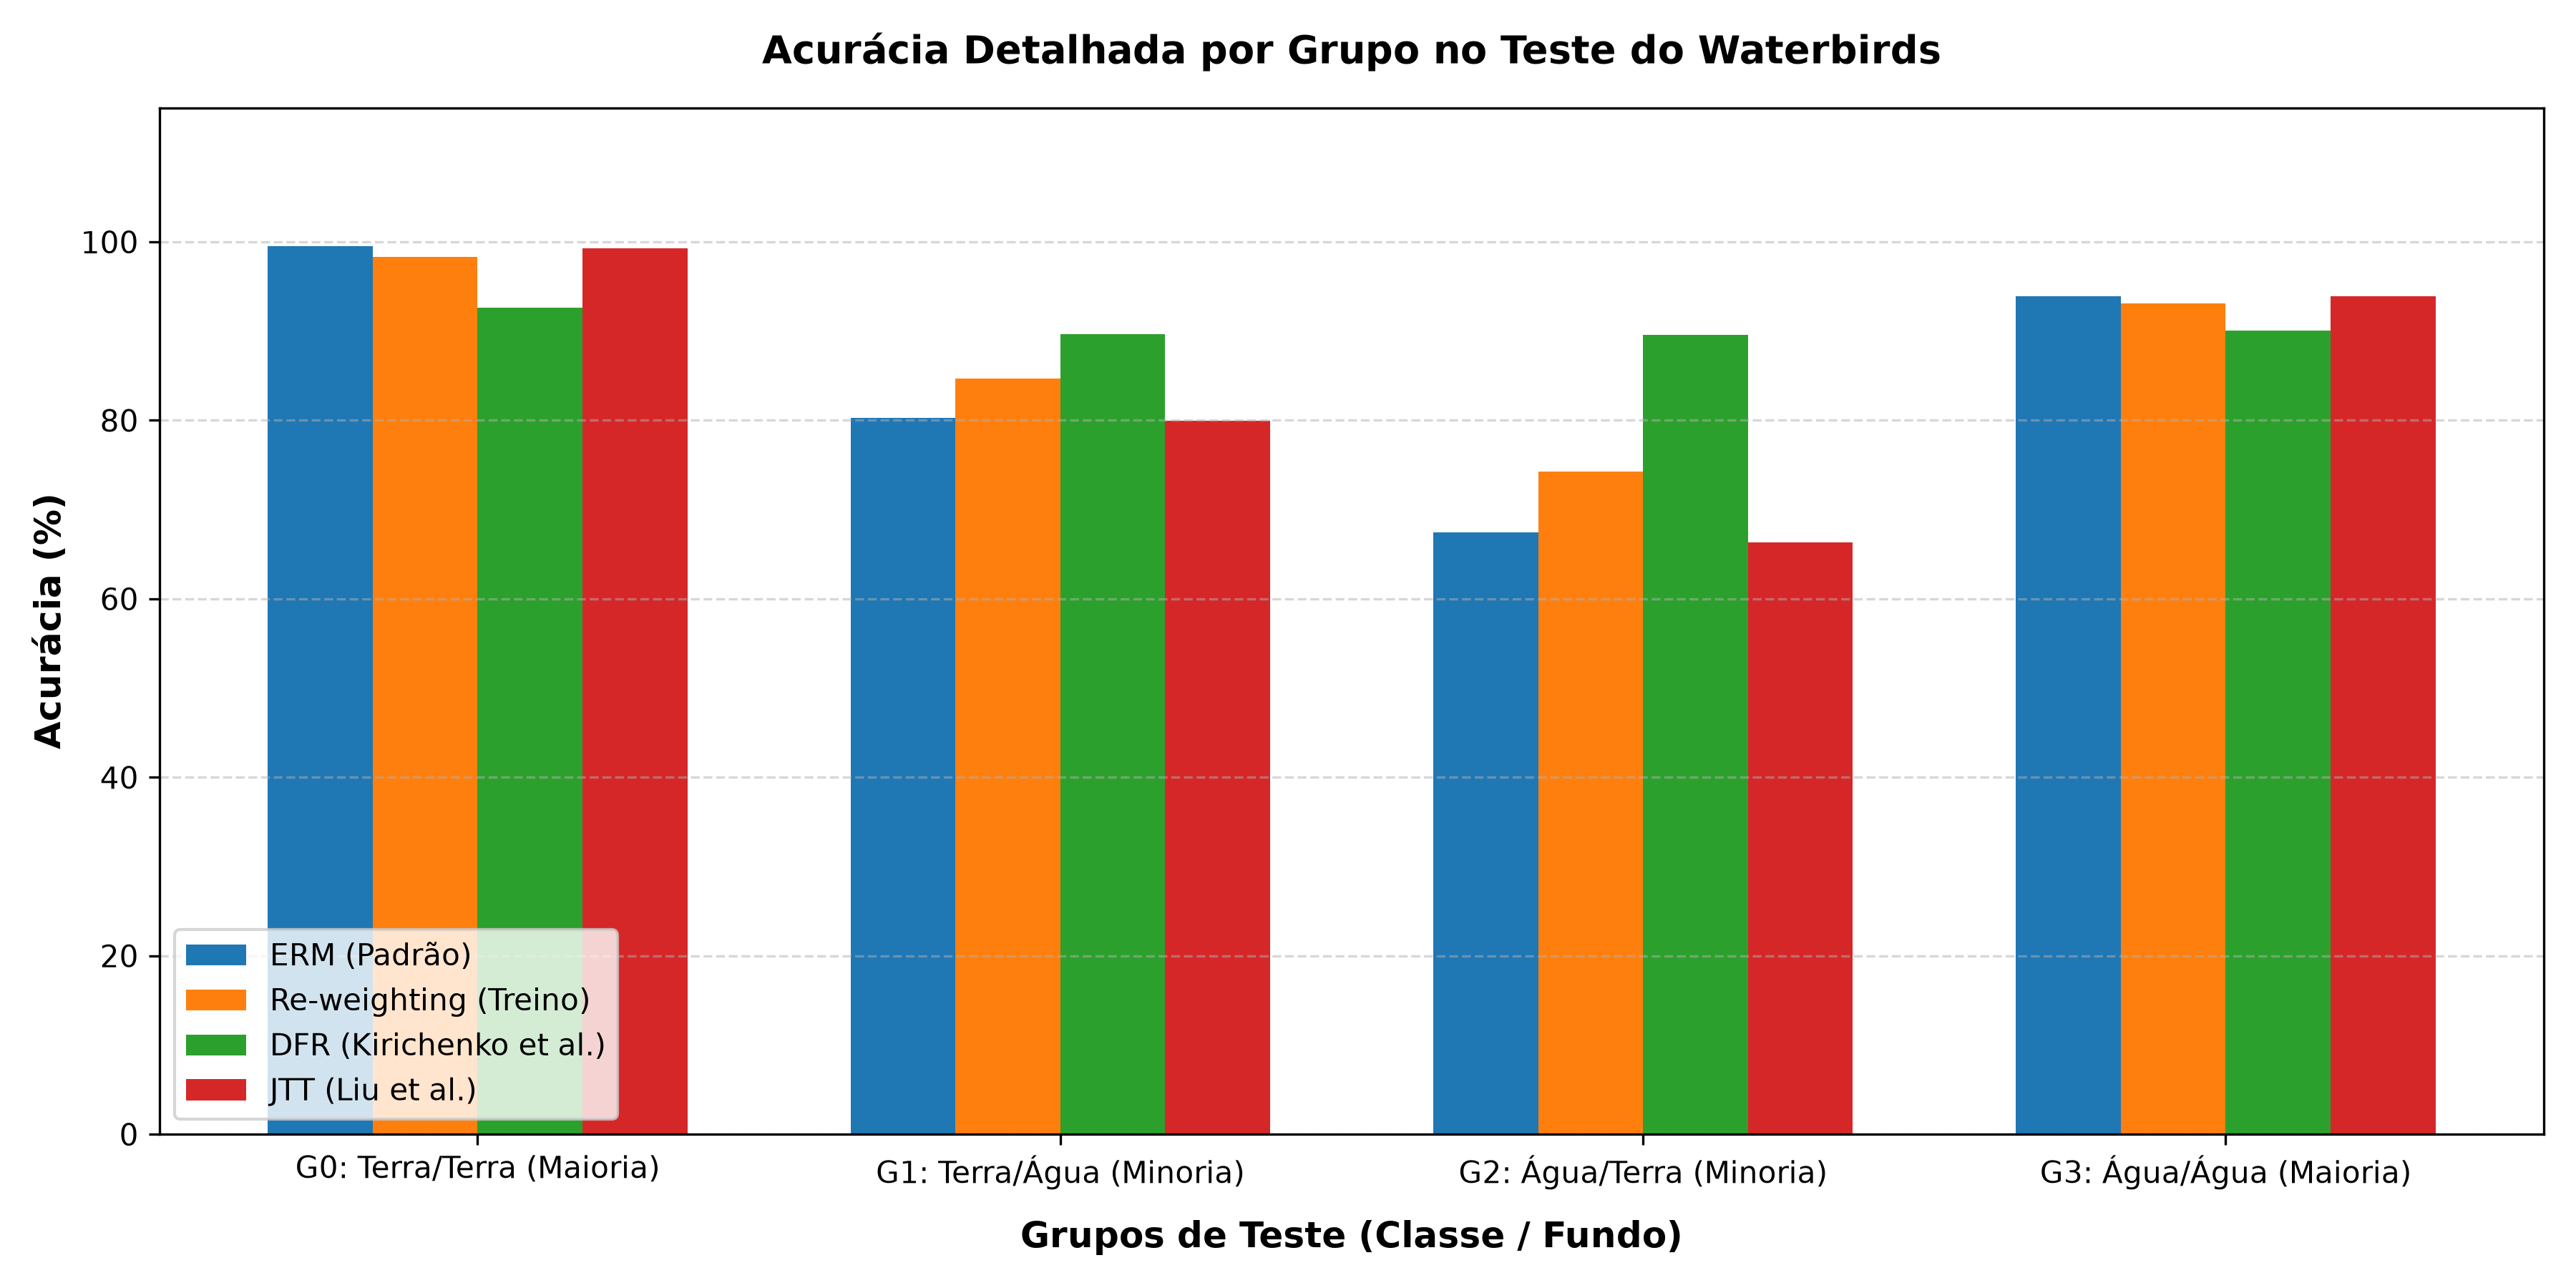 Acurácia Detalhada por Grupo no Teste do Waterbirds
Acurácia (%)
100
80
60
40
20
0
ERM (Padrão)
Re-weighting (Treino)
DFR (Kirichenko et al.)
JTT (Liu et al.)
G0: Terra/Terra (Maioria)
G1: Terra/Água (Minoria)
G2: Água/Terra (Minoria)
G3: Água/Água (Maioria)
Grupos de Teste (Classe / Fundo)